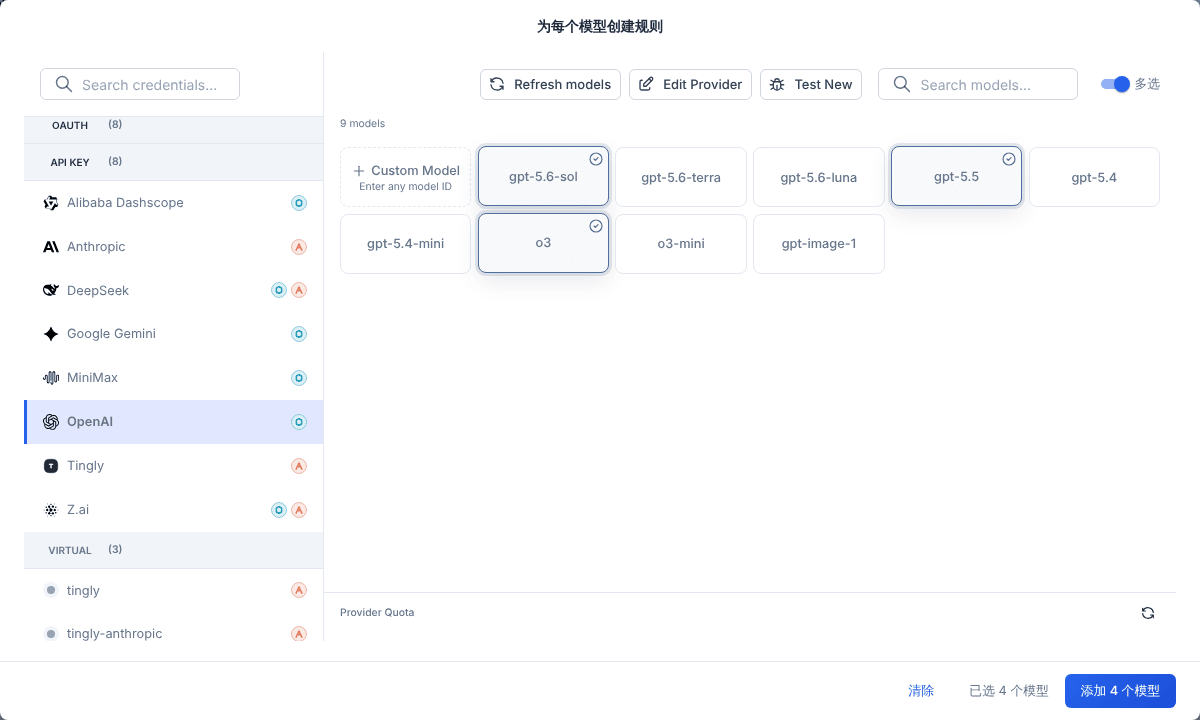 为每个模型创建规则
Search credentials...
OAUTH (8)
API KEY (8)
Alibaba Dashscope
Anthropic
DeepSeek
Google Gemini
MiniMax
OpenAI
Tingly
Z.ai
VIRTUAL (3)
tingly
tingly-anthropic
Refresh models
Edit Provider
Test New
Search models...
多选
9 models
Custom Model
Enter any model ID
gpt-5.6-sol
gpt-5.6-terra
gpt-5.6-luna
gpt-5.5
gpt-5.4
gpt-5.4-mini
o3
o3-mini
gpt-image-1
Provider Quota
清除
已选 4 个模型
添加 4 个模型